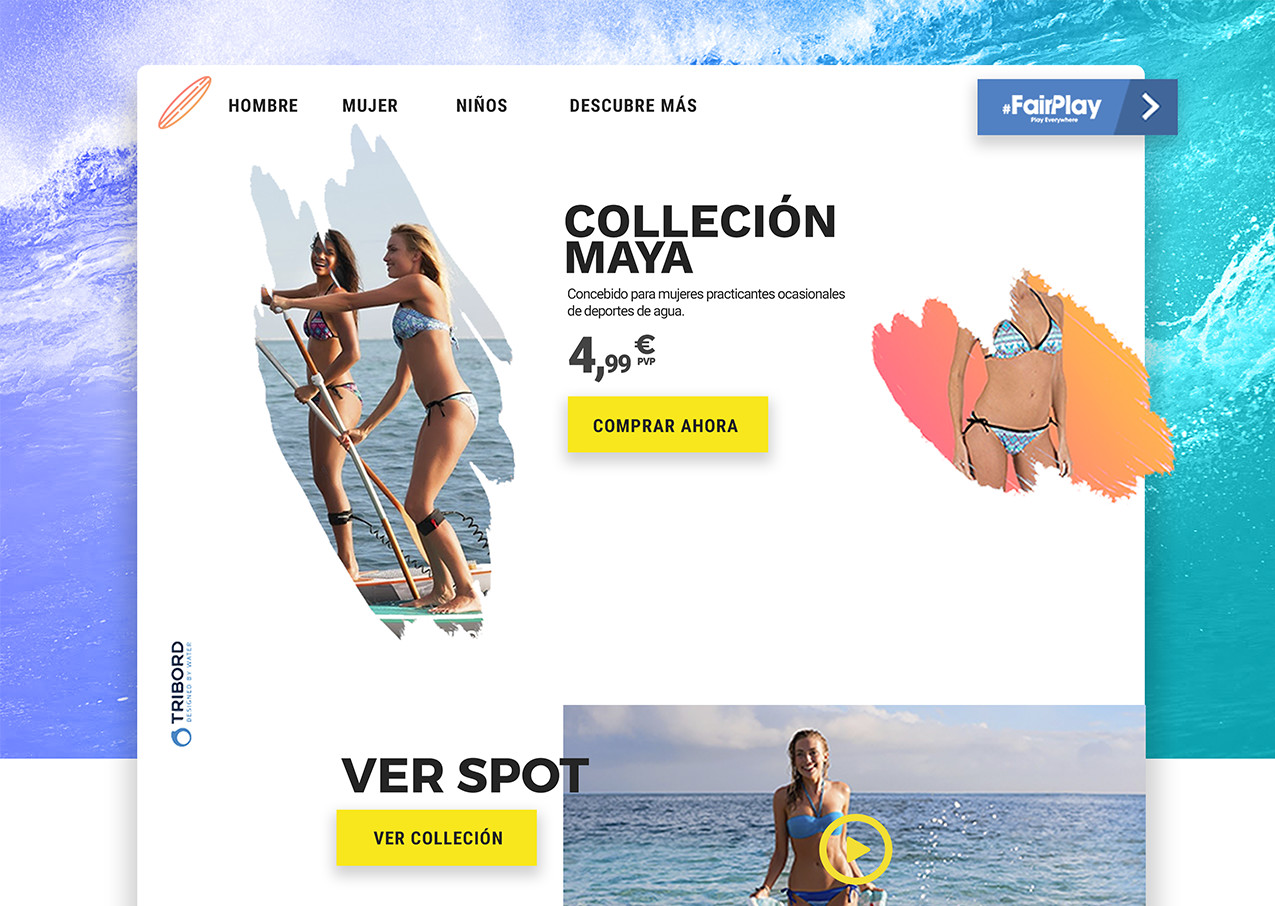 HOMBRE MUJER NIÑOS DESCUBRE MÁS
#FairPlay
Play Everywhere
COLLECIÓN
MAYA
Concebido para mujeres practicantes ocasionales
de deportes de agua.
4,99 €
PVP
COMPRAR AHORA
TRIBORD
DESIGNED BY WATER
VER SPOT
VER COLLECIÓN